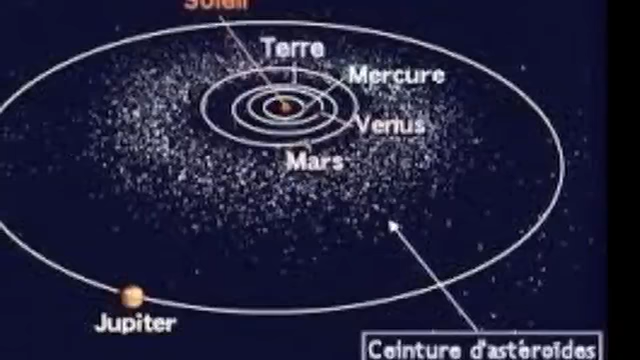 Soleil
Terre
Mercure
Venus
Mars
Jupiter
Ceinture d'astéroïdes